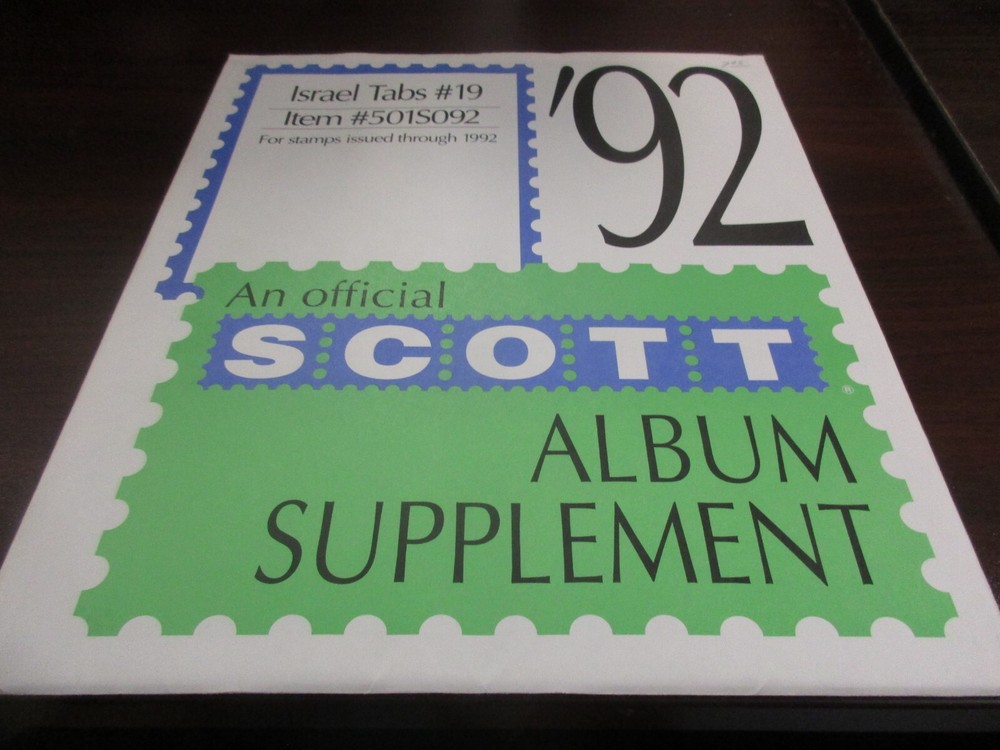 Israel Tabs #19
Item #501S092
For stamps issued through 1992
'92
An official
SCOTT®
ALBUM
SUPPLEMENT